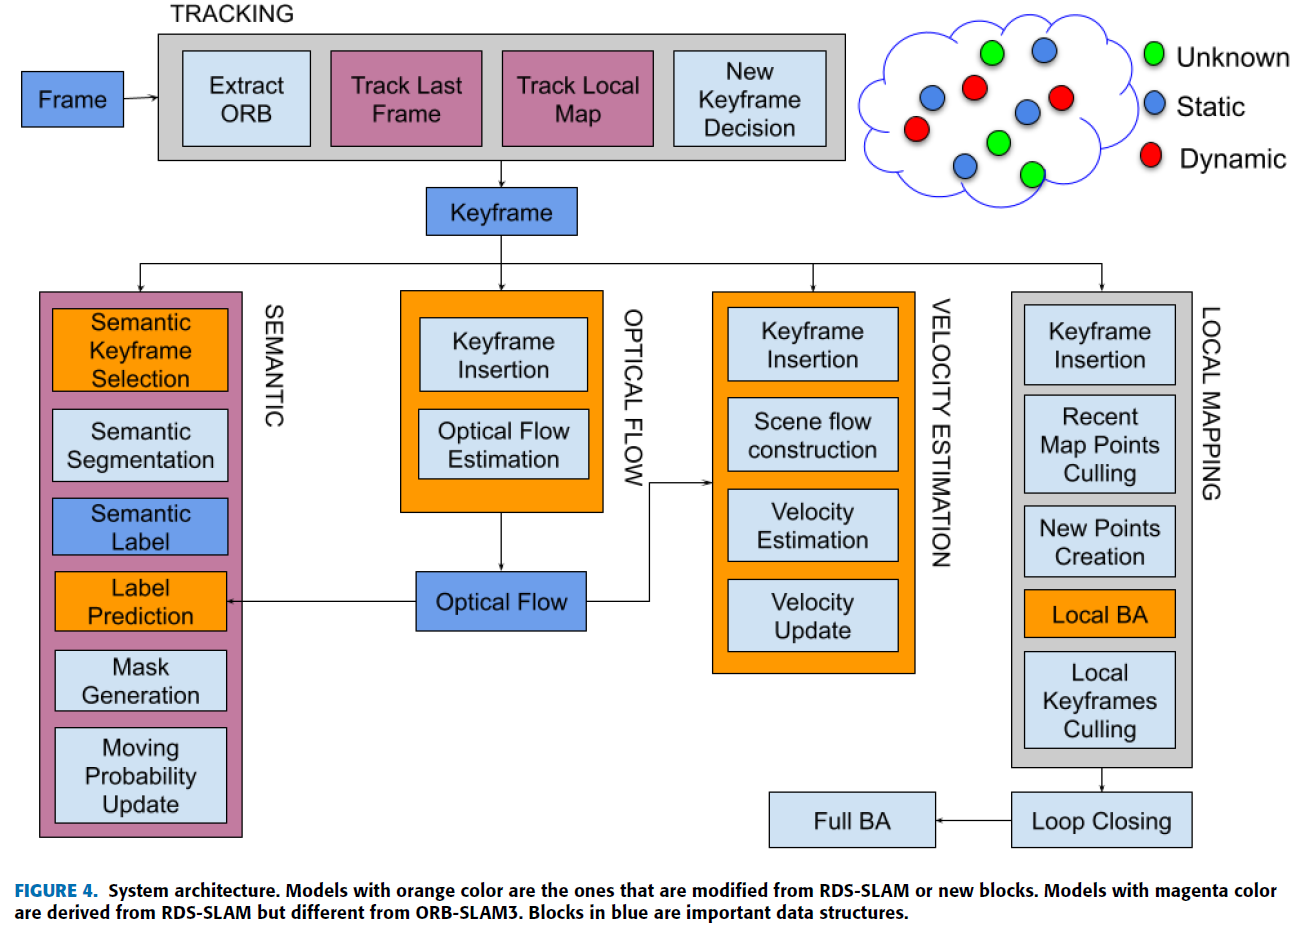 TRACKING
Frame
Extract
ORB
Track Last
Frame
Track Local
Map
New
Keyframe
Decision
Unknown
Static
Dynamic
Keyframe
SEMANTIC
Semantic
Keyframe
Selection
Semantic
Segmentation
Semantic
Label
Label
Prediction
Mask
Generation
Moving
Probability
Update
OPTICAL FLOW
Keyframe
Insertion
Optical Flow
Estimation
Optical Flow
VELOCITY ESTIMATION
Keyframe
Insertion
Scene flow
construction
Velocity
Estimation
Velocity
Update
LOCAL MAPPING
Keyframe
Insertion
Recent
Map Points
Culling
New Points
Creation
Local BA
Local
Keyframes
Culling
Full BA
Loop Closing
FIGURE 4. System architecture. Models with orange color are the ones that are modified from RDS-SLAM or new blocks. Models with magenta color
are derived from RDS-SLAM but different from ORB-SLAM3. Blocks in blue are important data structures.